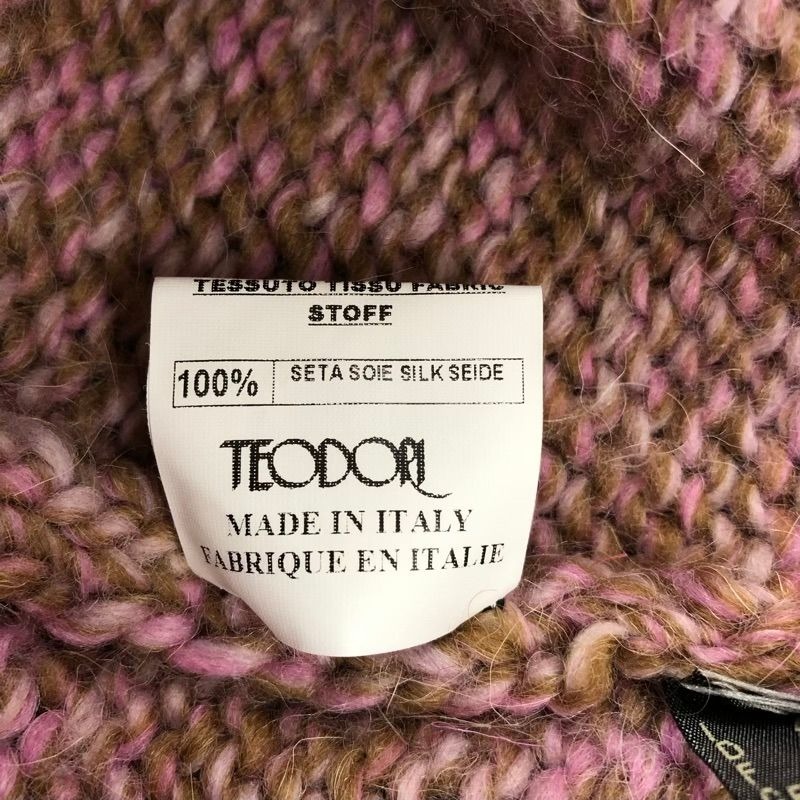 TESSUTO TISSU FABRIC
STOFF
100% SETA SOIE SILK SEIDE
TEODORI
MADE IN ITALY
FABRIQUE EN ITALIE